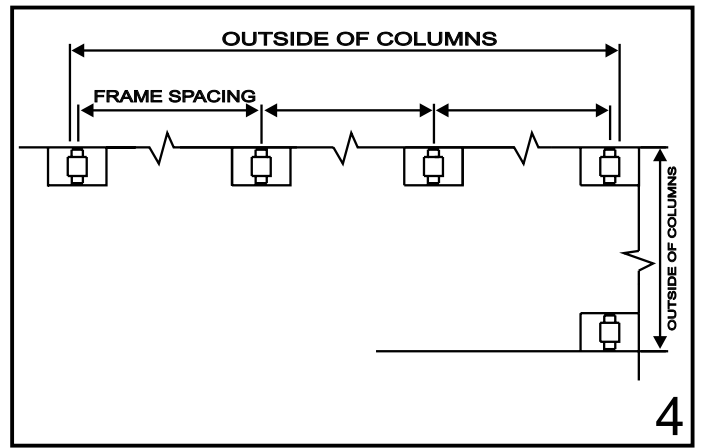 OUTSIDE OF COLUMNS
FRAME SPACING
OUTSIDE OF COLUMNS
4